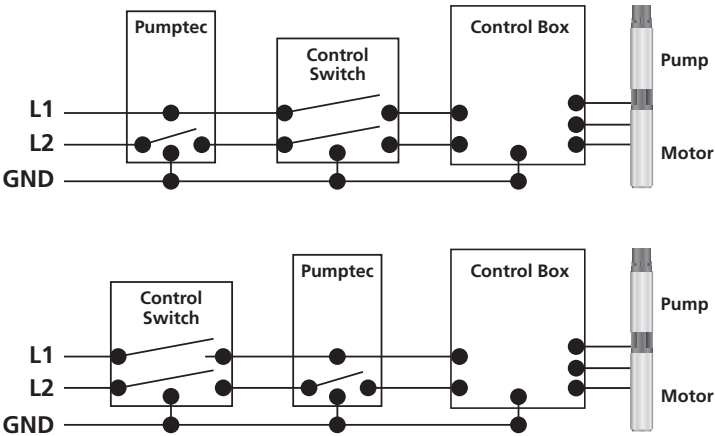 Pumptec
Control
Switch
Control Box
Pump
Motor
L1
L2
GND
Control
Switch
Pumptec
Control Box
Pump
Motor
L1
L2
GND